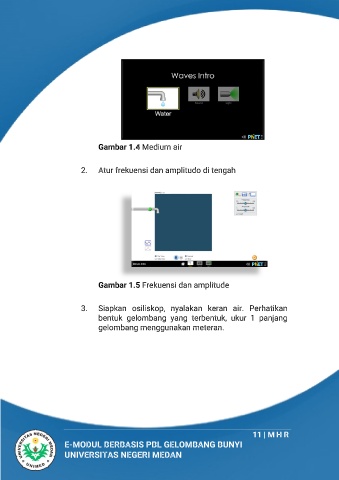 Waves Intro
Water
PhET
Gambar 1.4 Medium air
2. Atur frekuensi dan amplitudo di tengah
PhET
Gambar 1.5 Frekuensi dan amplitude
3. Siapkan osiliskop, nyalakan keran air. Perhatikan
bentuk gelombang yang terbentuk, ukur 1 panjang
gelombang menggunakan meteran.
11 | M H R
E-MODUL BERBASIS PBL GELOMBANG BUNYI
UNIVERSITAS NEGERI MEDAN
UNIVERSITAS NEGERI MEDAN
UNIMED